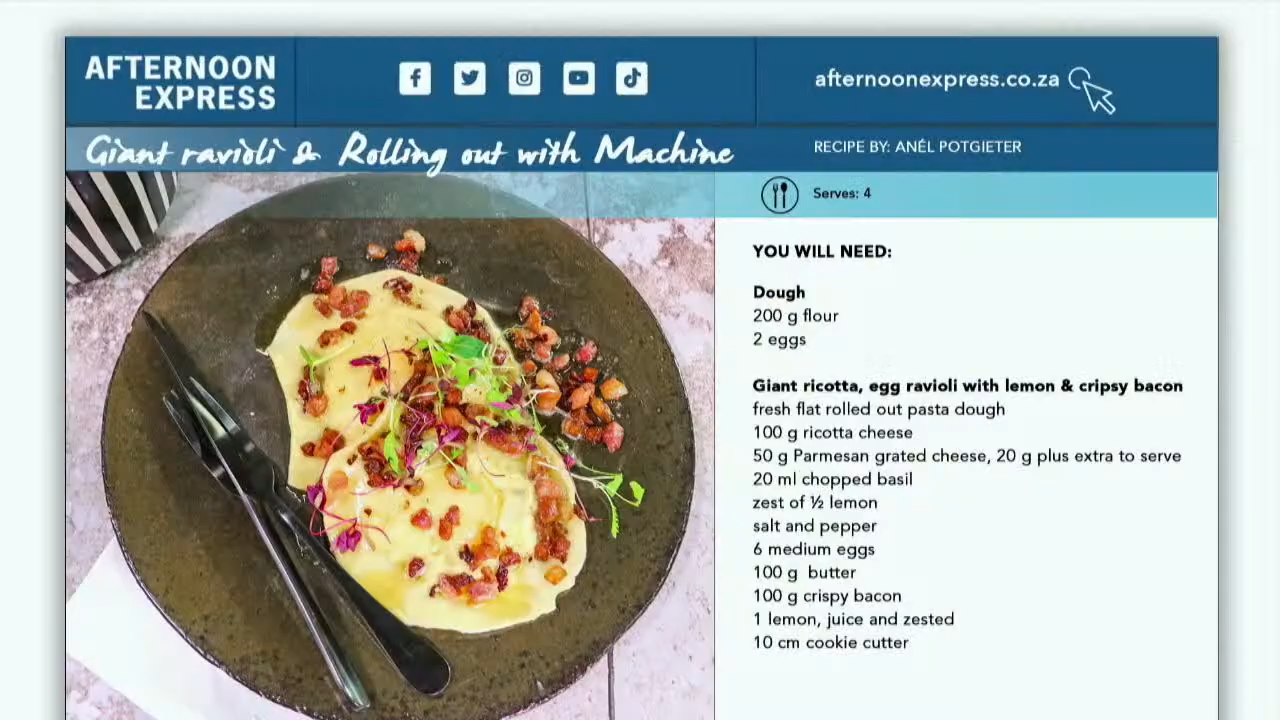 AFTERNOON
EXPRESS
afternoonexpress.co.za
Giant ravioli & Rolling out with Machine
RECIPE BY: ANÉL POTGIETER
Serves: 4
YOU WILL NEED:
Dough
200 g flour
2 eggs
Giant ricotta, egg ravioli with lemon & cripsy bacon
fresh flat rolled out pasta dough
100 g ricotta cheese
50 g Parmesan grated cheese, 20 g plus extra to serve
20 ml chopped basil
zest of ½ lemon
salt and pepper
6 medium eggs
100 g  butter
100 g crispy bacon
1 lemon, juice and zested
10 cm cookie cutter